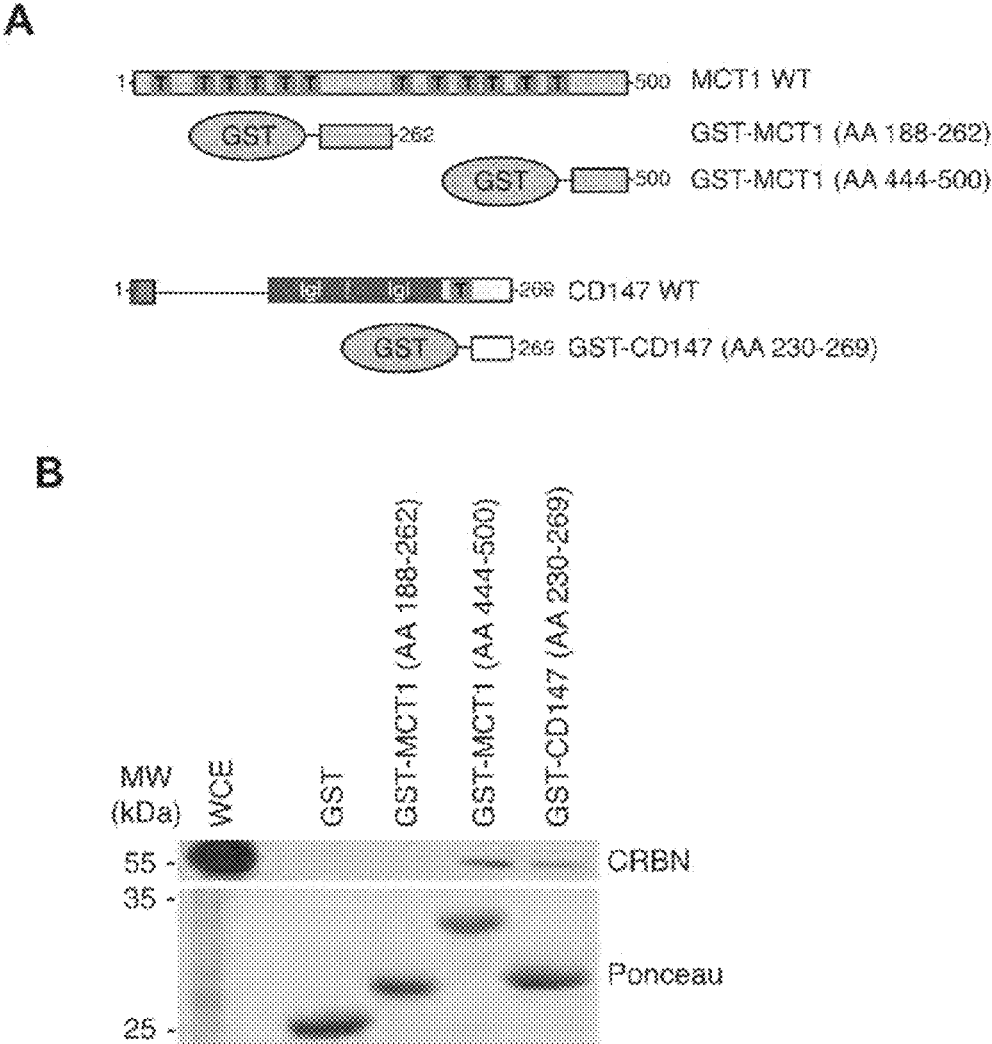 A
1 T T T T T T T T T T T T 500 MCT1 WT
GST 262 GST-MCT1 (AA 188-262)
GST 500 GST-MCT1 (AA 444-500)
1 Ig Ig T 269 CD147 WT
GST 269 GST-CD147 (AA 230-269)
B
MW (kDa)
WCE
GST
GST-MCT1 (AA 188-262)
GST-MCT1 (AA 444-500)
GST-CD147 (AA 230-269)
55 - CRBN
35 -
Ponceau
25 -